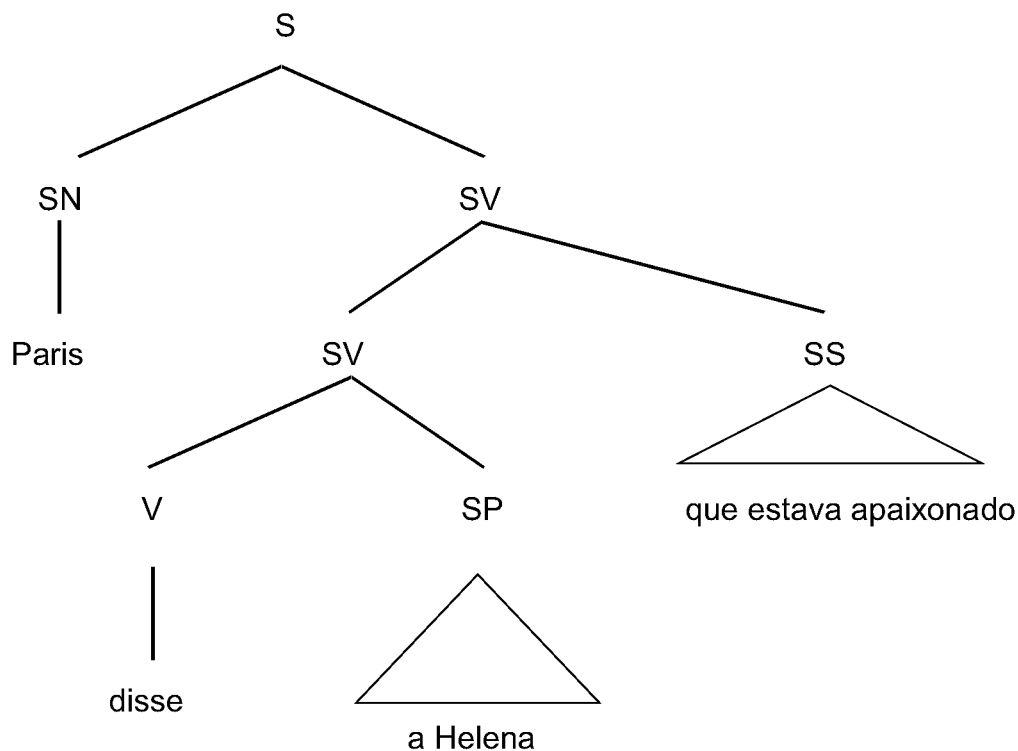 S
SN SV
Paris SV SS
V SP que estava apaixonado
disse
a Helena